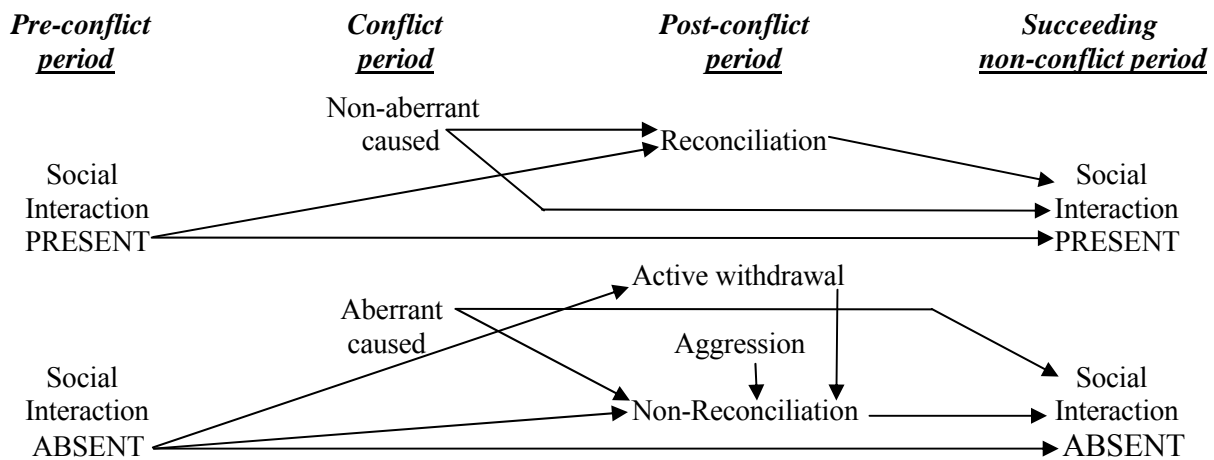 Pre-conflict
period
Conflict
period
Post-conflict
period
Succeeding
non-conflict period
Non-aberrant
caused
Reconciliation
Social
Interaction
PRESENT
Social
Interaction
PRESENT
Active withdrawal
Aberrant
caused
Aggression
Social
Interaction
ABSENT
Non-Reconciliation
Social
Interaction
ABSENT